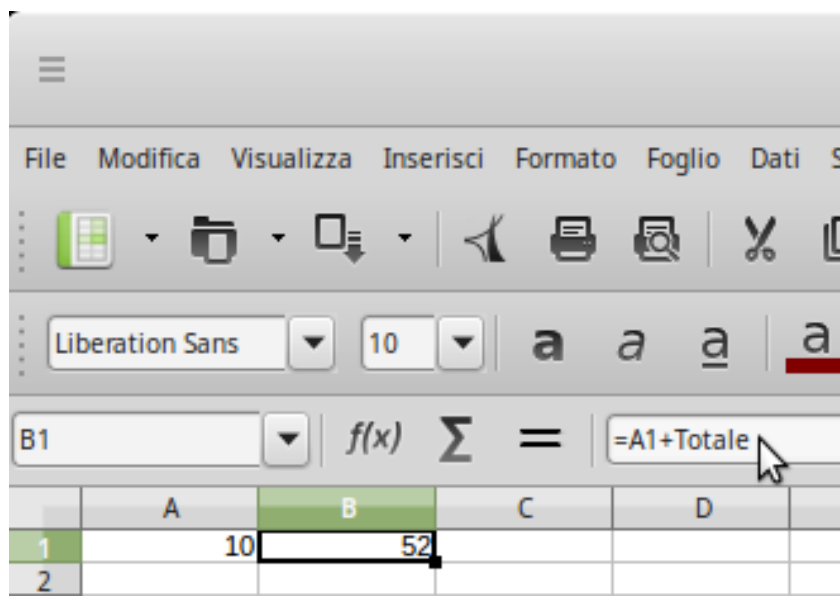 File Modifica Visualizza Inserisci Formato Foglio Dati
Liberation Sans 10 a a a a
B1 f(x) Σ = =A1+Totale
A B C D
1 10 52
2